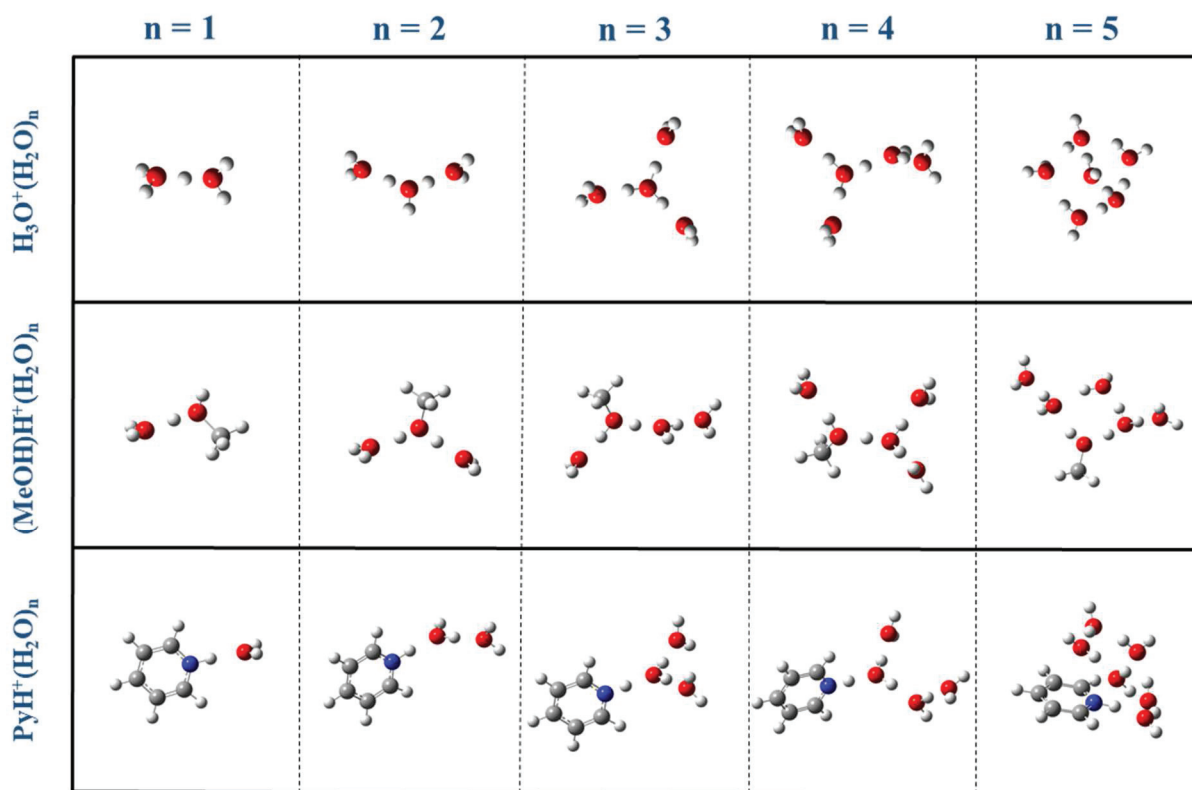 n = 1 n = 2 n = 3 n = 4 n = 5
H₃O⁺(H₂O)ₙ
(MeOH)H⁺(H₂O)ₙ
PyH⁺(H₂O)ₙ